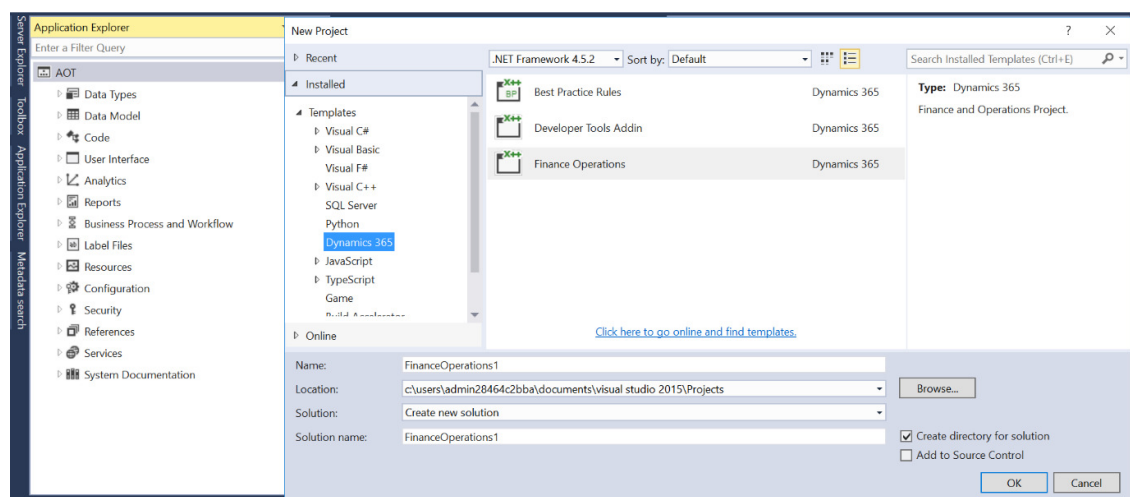 Server Explorer
Toolbox
Application Explorer
Metadata search
Application Explorer
Enter a Filter Query
AOT
Data Types
Data Model
Code
User Interface
Analytics
Reports
Business Process and Workflow
Label Files
Resources
Configuration
Security
References
Services
System Documentation
New Project
?
Recent
.NET Framework 4.5.2
Sort by: Default
Search Installed Templates (Ctrl+E)
Installed
Templates
Visual C#
Visual Basic
Visual F#
Visual C++
SQL Server
Python
Dynamics 365
JavaScript
TypeScript
Game
Online
X++
BP
Best Practice Rules Dynamics 365
X++
Developer Tools Addin Dynamics 365
X++
Finance Operations Dynamics 365
Click here to go online and find templates.
Type: Dynamics 365
Finance and Operations Project.
Name: FinanceOperations1
Location: c:\users\admin28464c2bba\documents\visual studio 2015\Projects
Browse...
Solution: Create new solution
Solution name: FinanceOperations1
Create directory for solution
Add to Source Control
OK Cancel